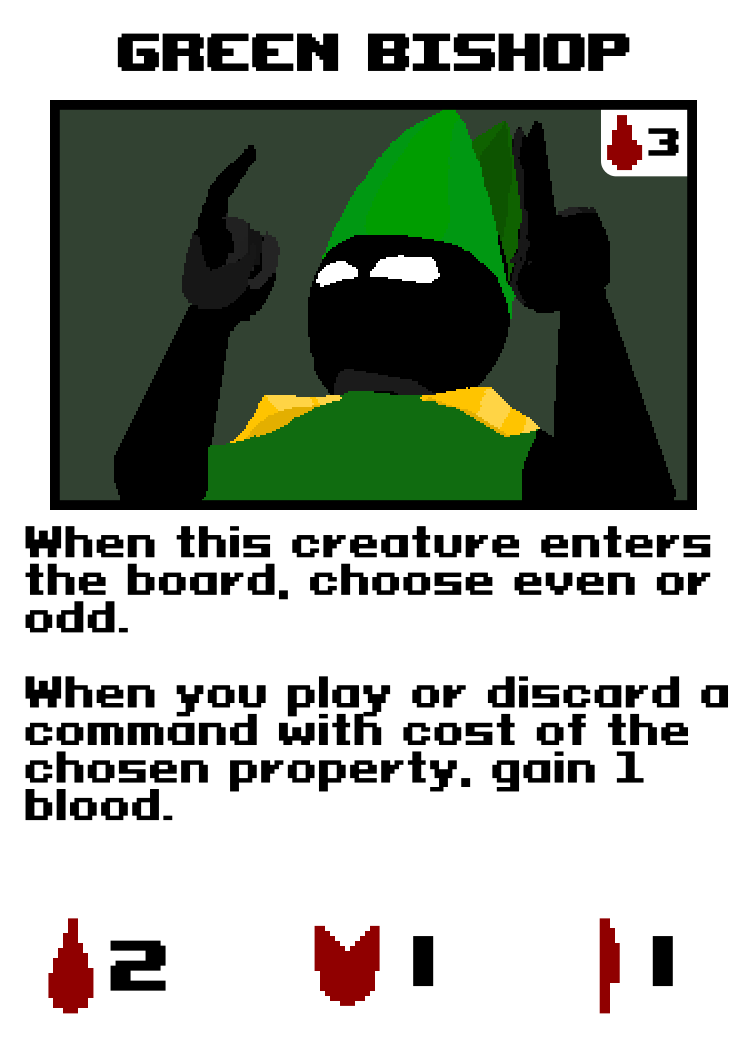 GREEN BISHOP
3
When this creature enters
the board, choose even or
odd.
When you play or discard a
command with cost of the
chosen property, gain 1
blood.
2 1 1